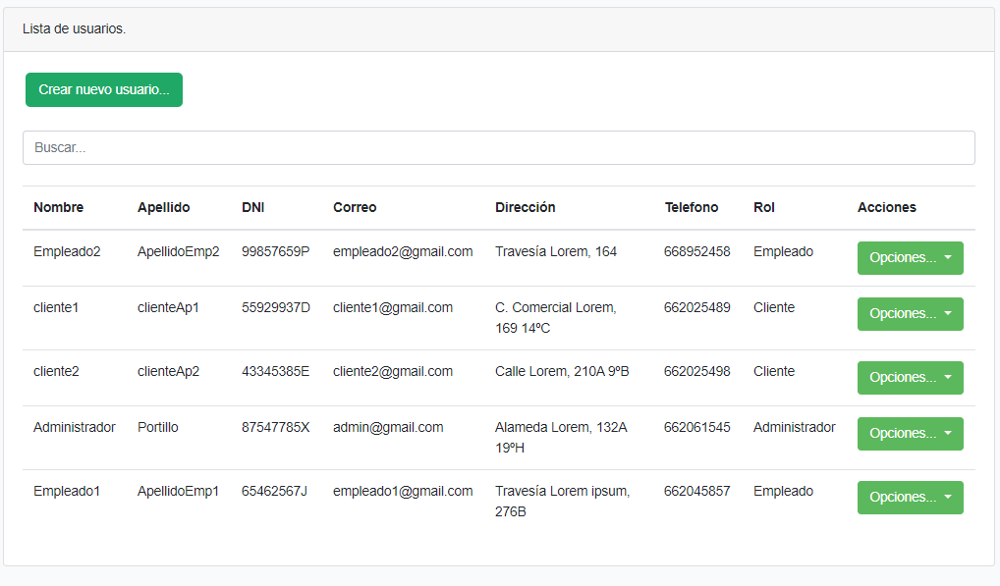 Lista de usuarios.
Crear nuevo usuario...
Buscar...
Nombre Apellido DNI Correo Dirección Telefono Rol Acciones
Empleado2 ApellidoEmp2 99857659P empleado2@gmail.com Travesía Lorem, 164 668952458 Empleado Opciones...
cliente1 clienteAp1 55929937D cliente1@gmail.com C. Comercial Lorem, 662025489 Cliente Opciones...
169 14ºC
cliente2 clienteAp2 43345385E cliente2@gmail.com Calle Lorem, 210A 9ºB 662025498 Cliente Opciones...
Administrador Portillo 87547785X admin@gmail.com Alameda Lorem, 132A 662061545 Administrador Opciones...
19ºH
Empleado1 ApellidoEmp1 65462567J empleado1@gmail.com Travesía Lorem ipsum, 662045857 Empleado Opciones...
276B